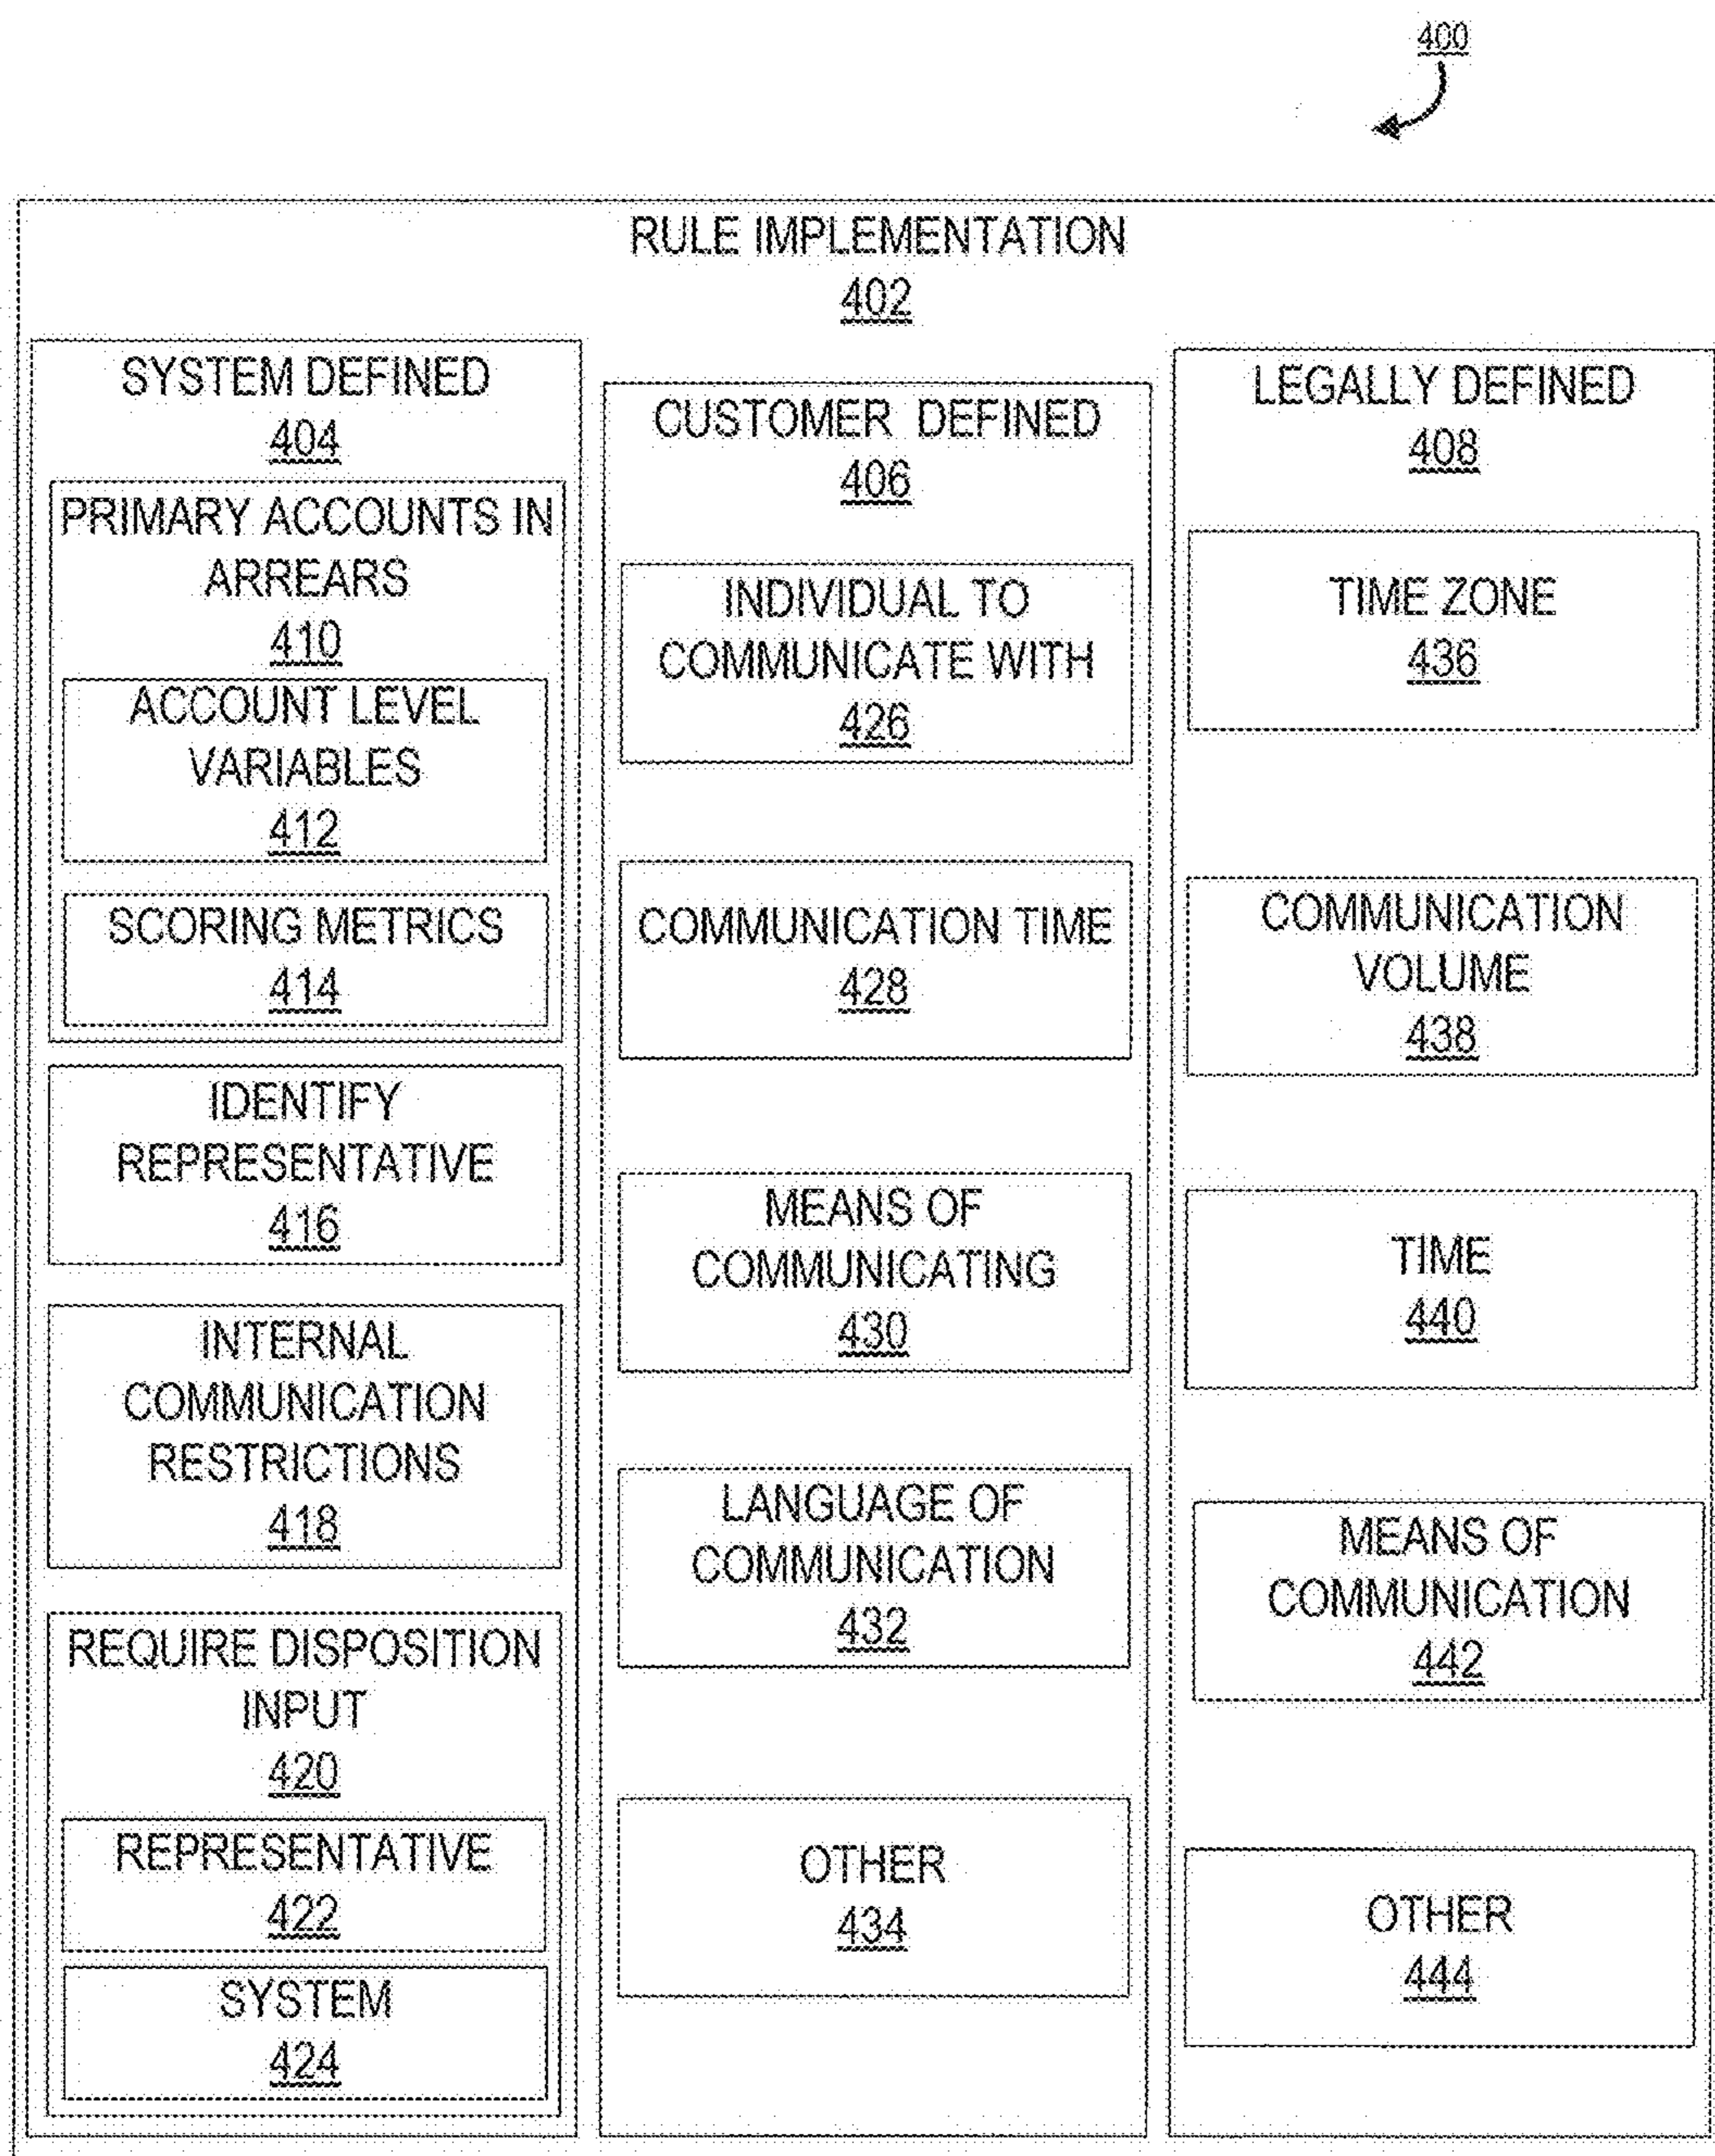 400
RULE IMPLEMENTATION
402
SYSTEM DEFINED
404
PRIMARY ACCOUNTS IN
ARREARS
410
ACCOUNT LEVEL
VARIABLES
412
SCORING METRICS
414
IDENTIFY
REPRESENTATIVE
416
INTERNAL
COMMUNICATION
RESTRICTIONS
418
REQUIRE DISPOSITION
INPUT
420
REPRESENTATIVE
422
SYSTEM
424
CUSTOMER DEFINED
406
INDIVIDUAL TO
COMMUNICATE WITH
426
COMMUNICATION TIME
428
MEANS OF
COMMUNICATING
430
LANGUAGE OF
COMMUNICATION
432
OTHER
434
LEGALLY DEFINED
408
TIME ZONE
436
COMMUNICATION
VOLUME
438
TIME
440
MEANS OF
COMMUNICATION
442
OTHER
444